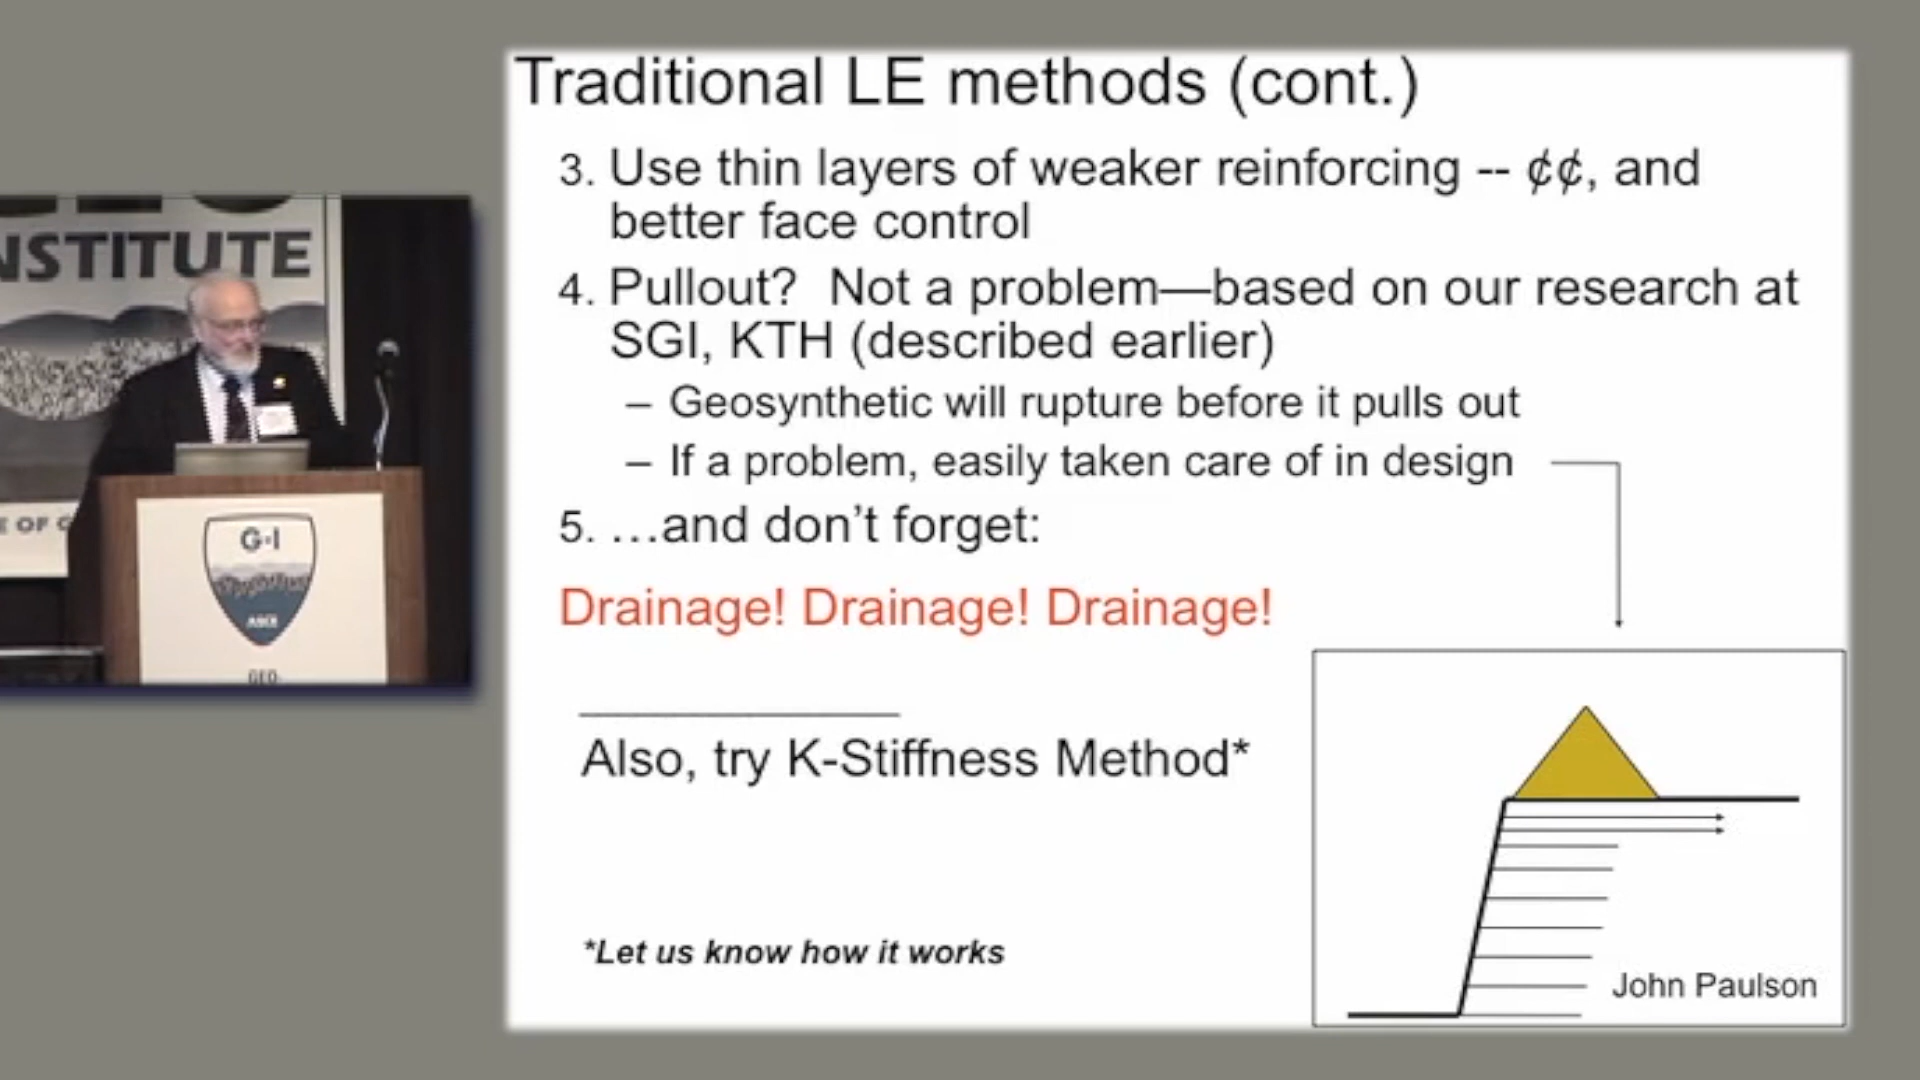 Traditional LE methods (cont.)
3. Use thin layers of weaker reinforcing -- ¢¢, and
better face control
4. Pullout?  Not a problem—based on our research at
SGI, KTH (described earlier)
– Geosynthetic will rupture before it pulls out
– If a problem, easily taken care of in design
5. …and don’t forget:
Drainage! Drainage! Drainage!
Also, try K-Stiffness Method*
*Let us know how it works
John Paulson
NSTITUTE
E OF G
G-I
ASCE
GEO-